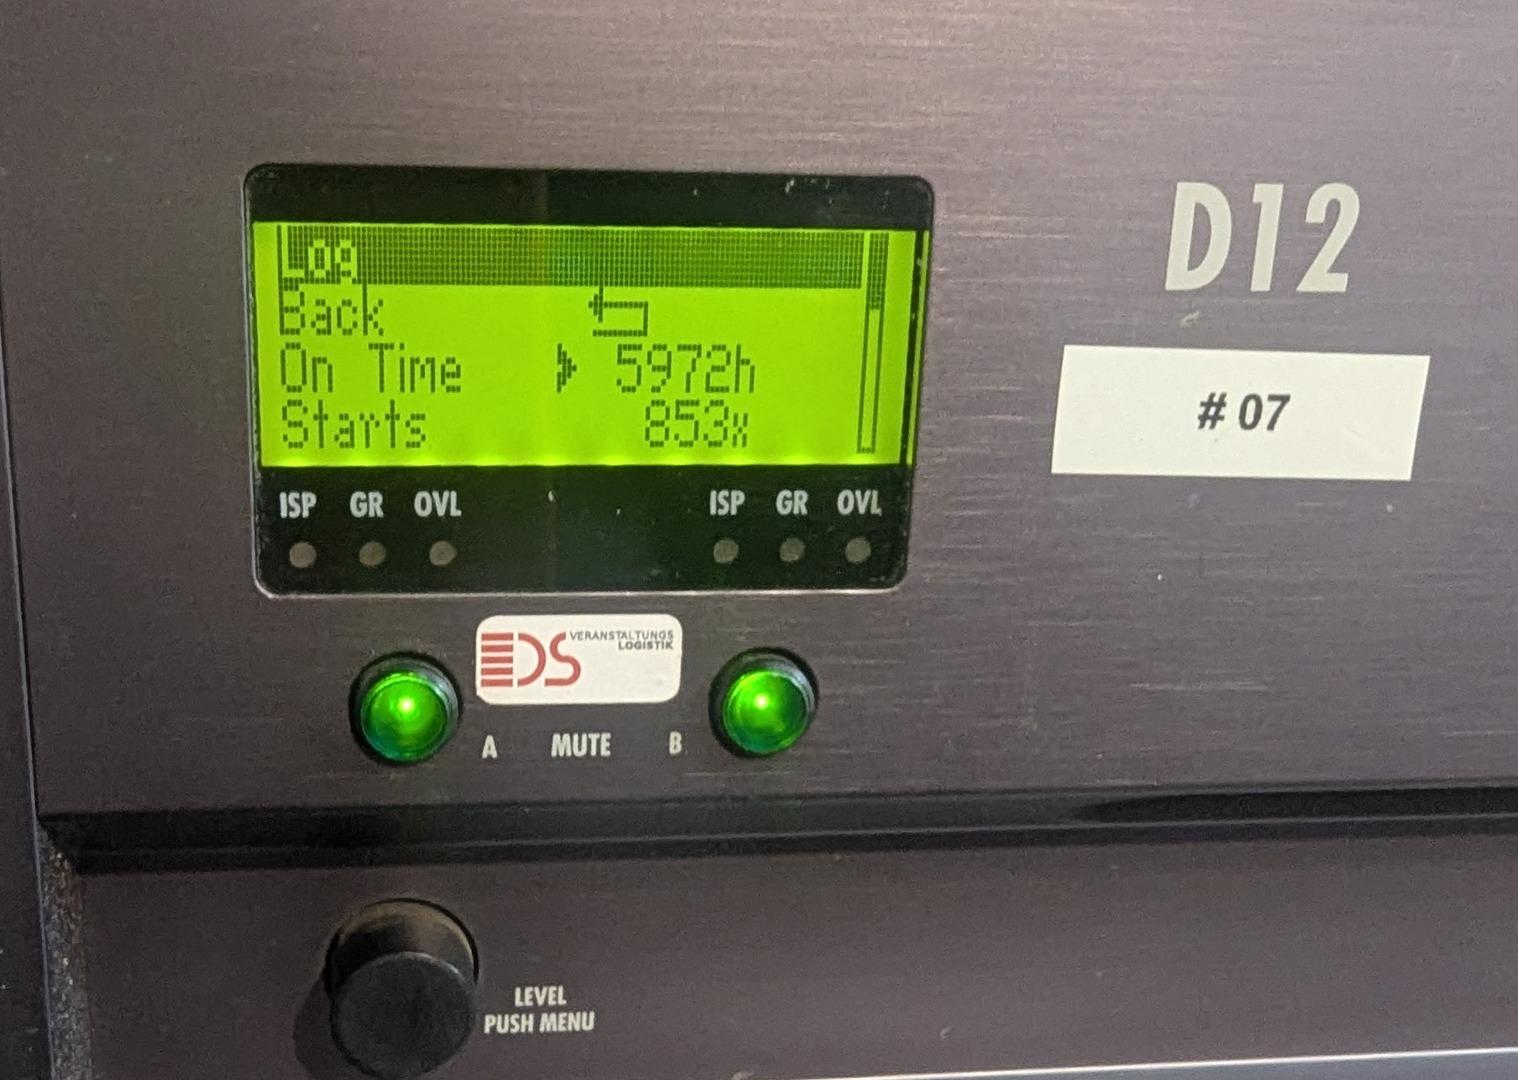 Log
Back
On Time 5972h
Starts 853x
D12
# 07
ISP GR OVL
ISP GR OVL
DS VERANSTALTUNGS
LOGISTIK
A MUTE B
LEVEL
PUSH MENU